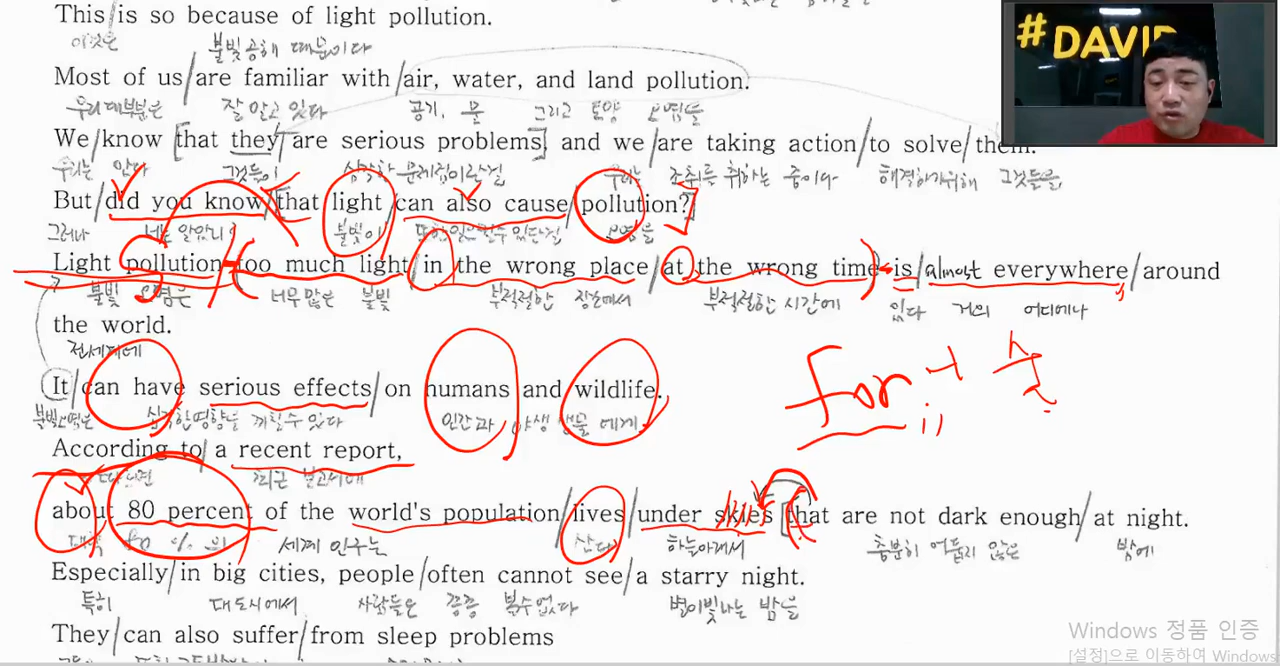 This/is so because of light pollution.
이것은 불빛공해 때문이다
# DAVID
Most of us/are familiar with/air, water, and land pollution.
우리 대부분은 잘 알고 있다 공기, 물 그리고 토양 오염들
We/know [that they/are serious problems], and we/are taking action/to solve/them.
우리는 안다 그것들이 심각한 문제점이란걸 우리는 조취를 취하는 중이다 해결하기위해 그것들을
But/did you know/[that light/can also cause/pollution?]
그러나 너는 알았니 불빛이 또한 일으킬수 있단걸 오염을
Light pollution (too much light/in the wrong place/at the wrong time) is/almost everywhere/around
불빛 오염은 너무 많은 불빛 부적절한 장소에서 부적절한 시간에 있다 거의 어디에나
the world.
전세계에
It/can have serious effects/on humans and wildlife.
불빛오염은 심각한 영향을 끼칠수 있다 인간과, 야생 생물 에게
for
According to/a recent report,
따르면 최근 보고서에
about 80 percent of the world's population/lives/under skies [that are not dark enough/at night.
대략 80 %의 세계 인구는 산다 하늘아래서 충분히 어둡지 않은 밤에
Especially/in big cities, people/often cannot see/a starry night.
특히 대도시에서 사람들은 종종 볼수없다 별이빛나는 밤을
They/can also suffer/from sleep problems
Windows 정품 인증
[설정]으로 이동하여 Windows